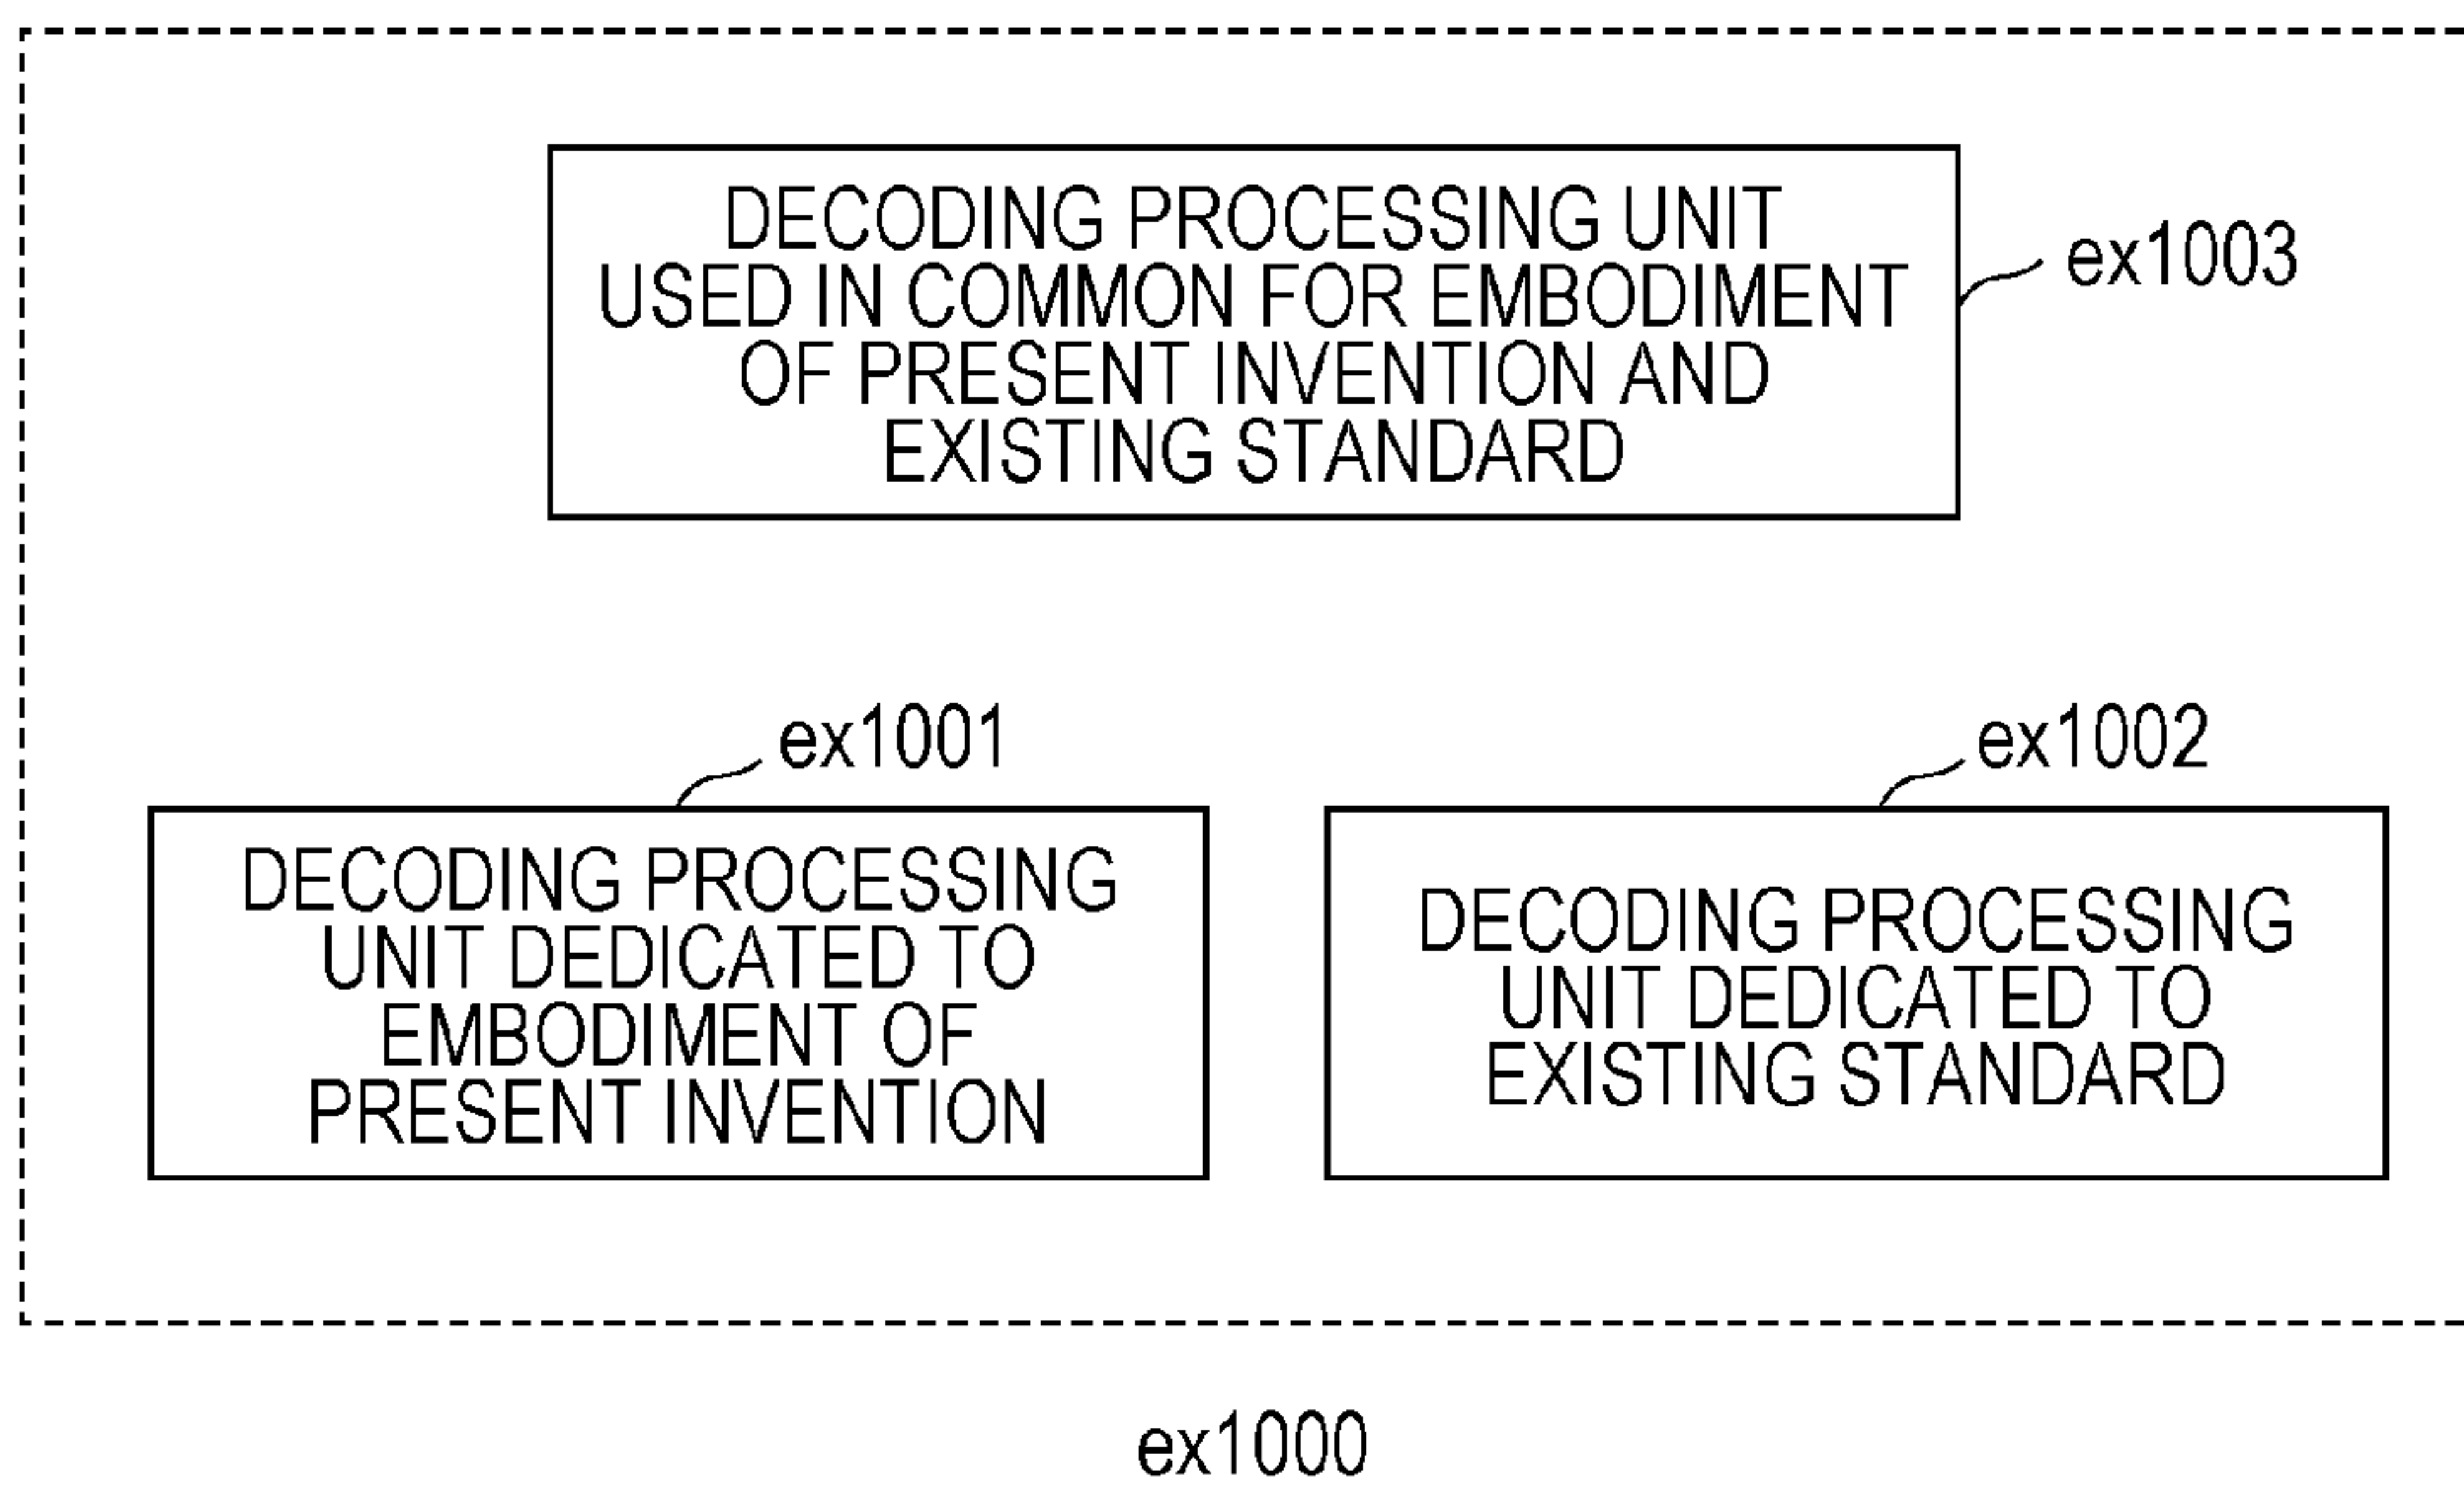 DECODING PROCESSING UNIT
USED IN COMMON FOR EMBODIMENT
OF PRESENT INVENTION AND
EXISTING STANDARD
ex1003
ex1001
DECODING PROCESSING
UNIT DEDICATED TO
EMBODIMENT OF
PRESENT INVENTION
ex1002
DECODING PROCESSING
UNIT DEDICATED TO
EXISTING STANDARD
ex1000